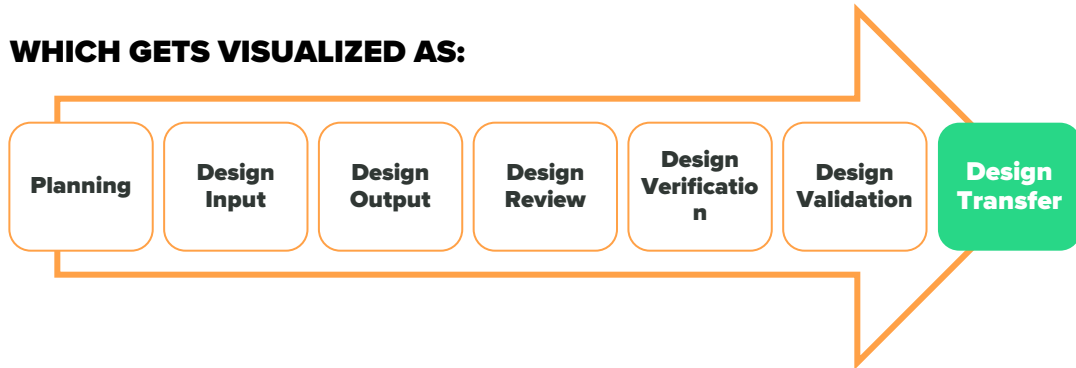 WHICH GETS VISUALIZED AS:
Planning
Design
Input
Design
Output
Design
Review
Design
Verificatio
n
Design
Validation
Design
Transfer